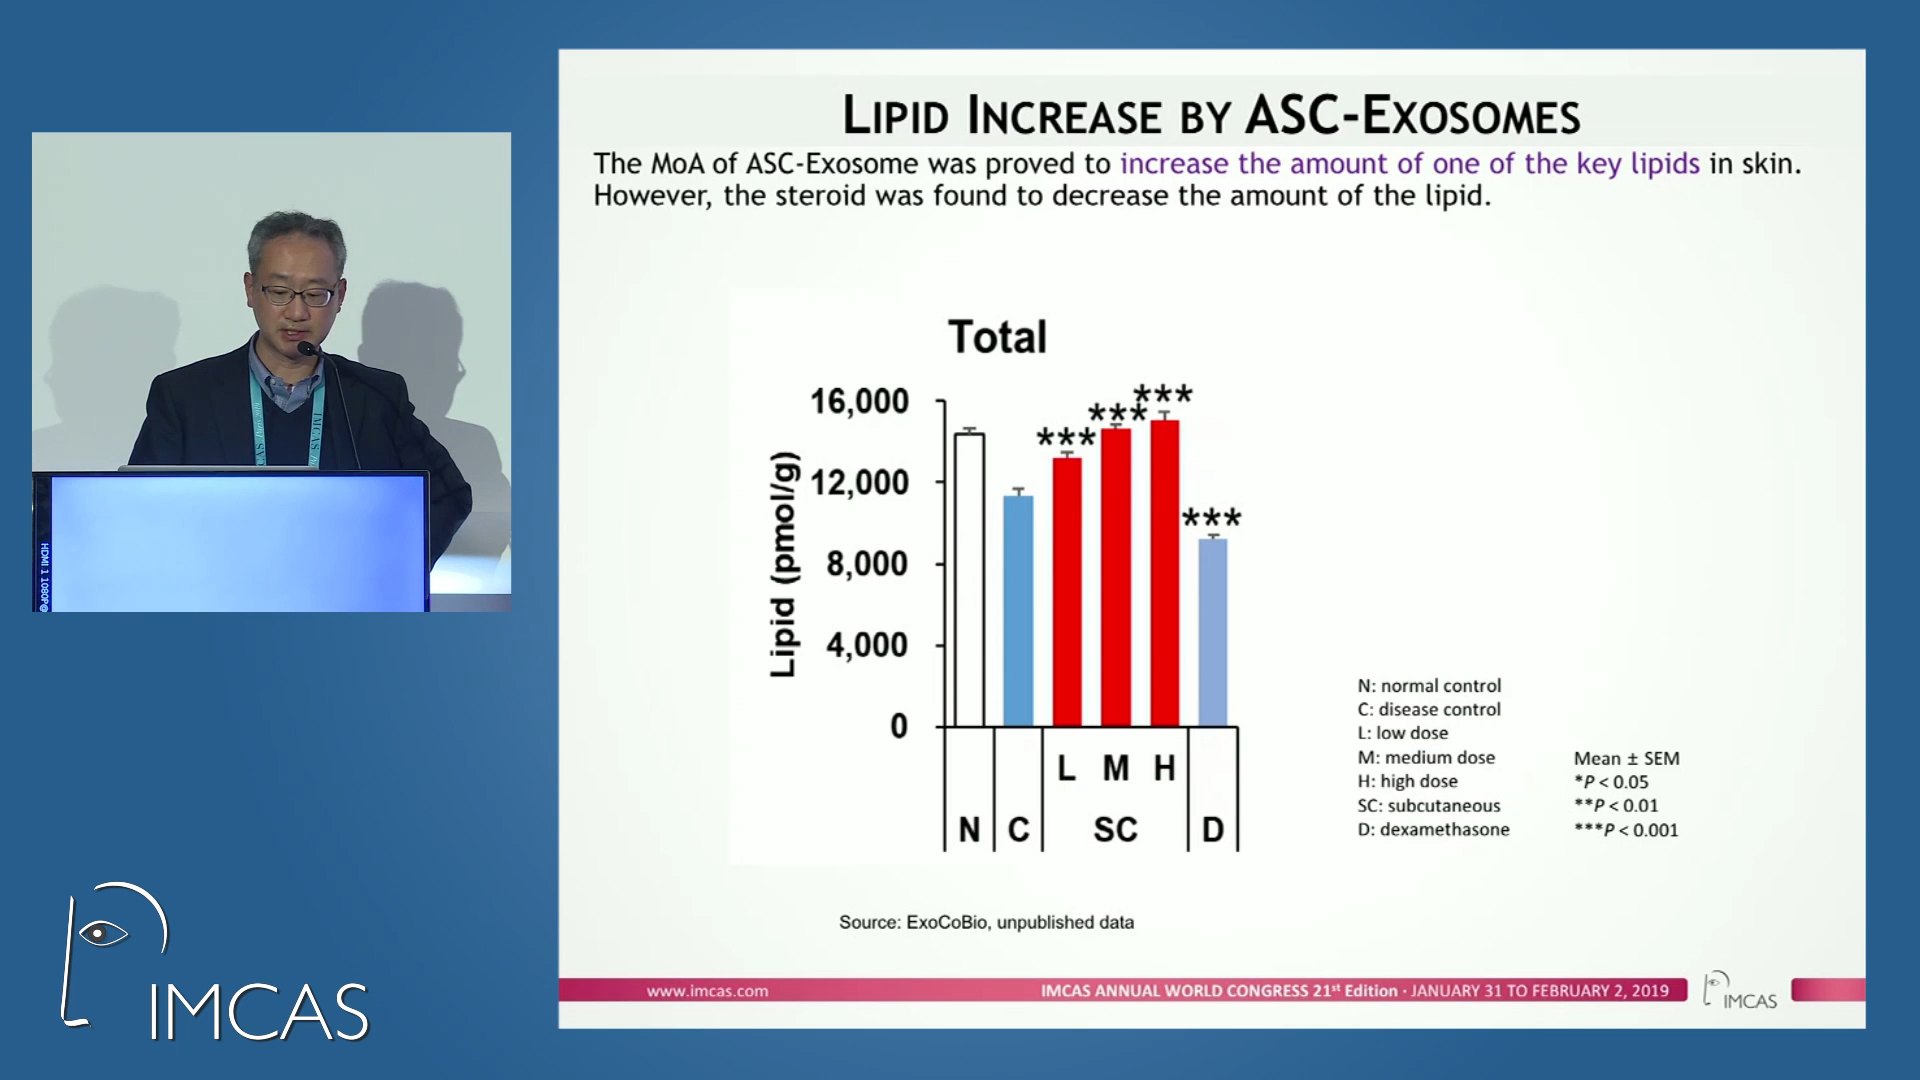 LIPID INCREASE BY ASC-EXOSOMES
The MoA of ASC-Exosome was proved to increase the amount of one of the key lipids in skin.
However, the steroid was found to decrease the amount of the lipid.
Total
Lipid (pmol/g)
16,000
12,000
8,000
4,000
0
***
***
***
***
L M H
N C SC D
N: normal control
C: disease control
L: low dose
M: medium dose
H: high dose
SC: subcutaneous
D: dexamethasone
Mean ± SEM
*P < 0.05
**P < 0.01
***P < 0.001
Source: ExoCoBio, unpublished data
www.imcas.com
IMCAS ANNUAL WORLD CONGRESS 21st Edition · JANUARY 31 TO FEBRUARY 2, 2019
IMCAS
IMCAS
HDMI 1 1080P@
IMCAS